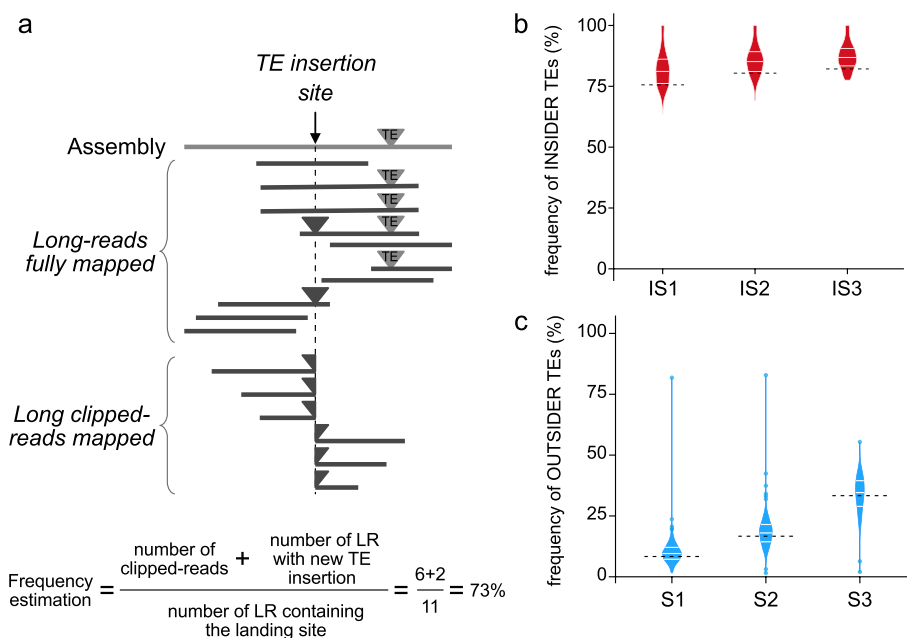 a
TE insertion
site
Assembly
TE
TE
TE
TE
TE
Long-reads
fully mapped
Long clipped-
reads mapped
Frequency
estimation
=
number of
clipped-reads
+
number of LR
with new TE
insertion
number of LR containing
the landing site
=
6+2
11
= 73%
b
frequency of INSIDER TEs (%)
100
75
50
25
0
IS1 IS2 IS3
c
frequency of OUTSIDER TEs (%)
100
75
50
25
0
S1 S2 S3